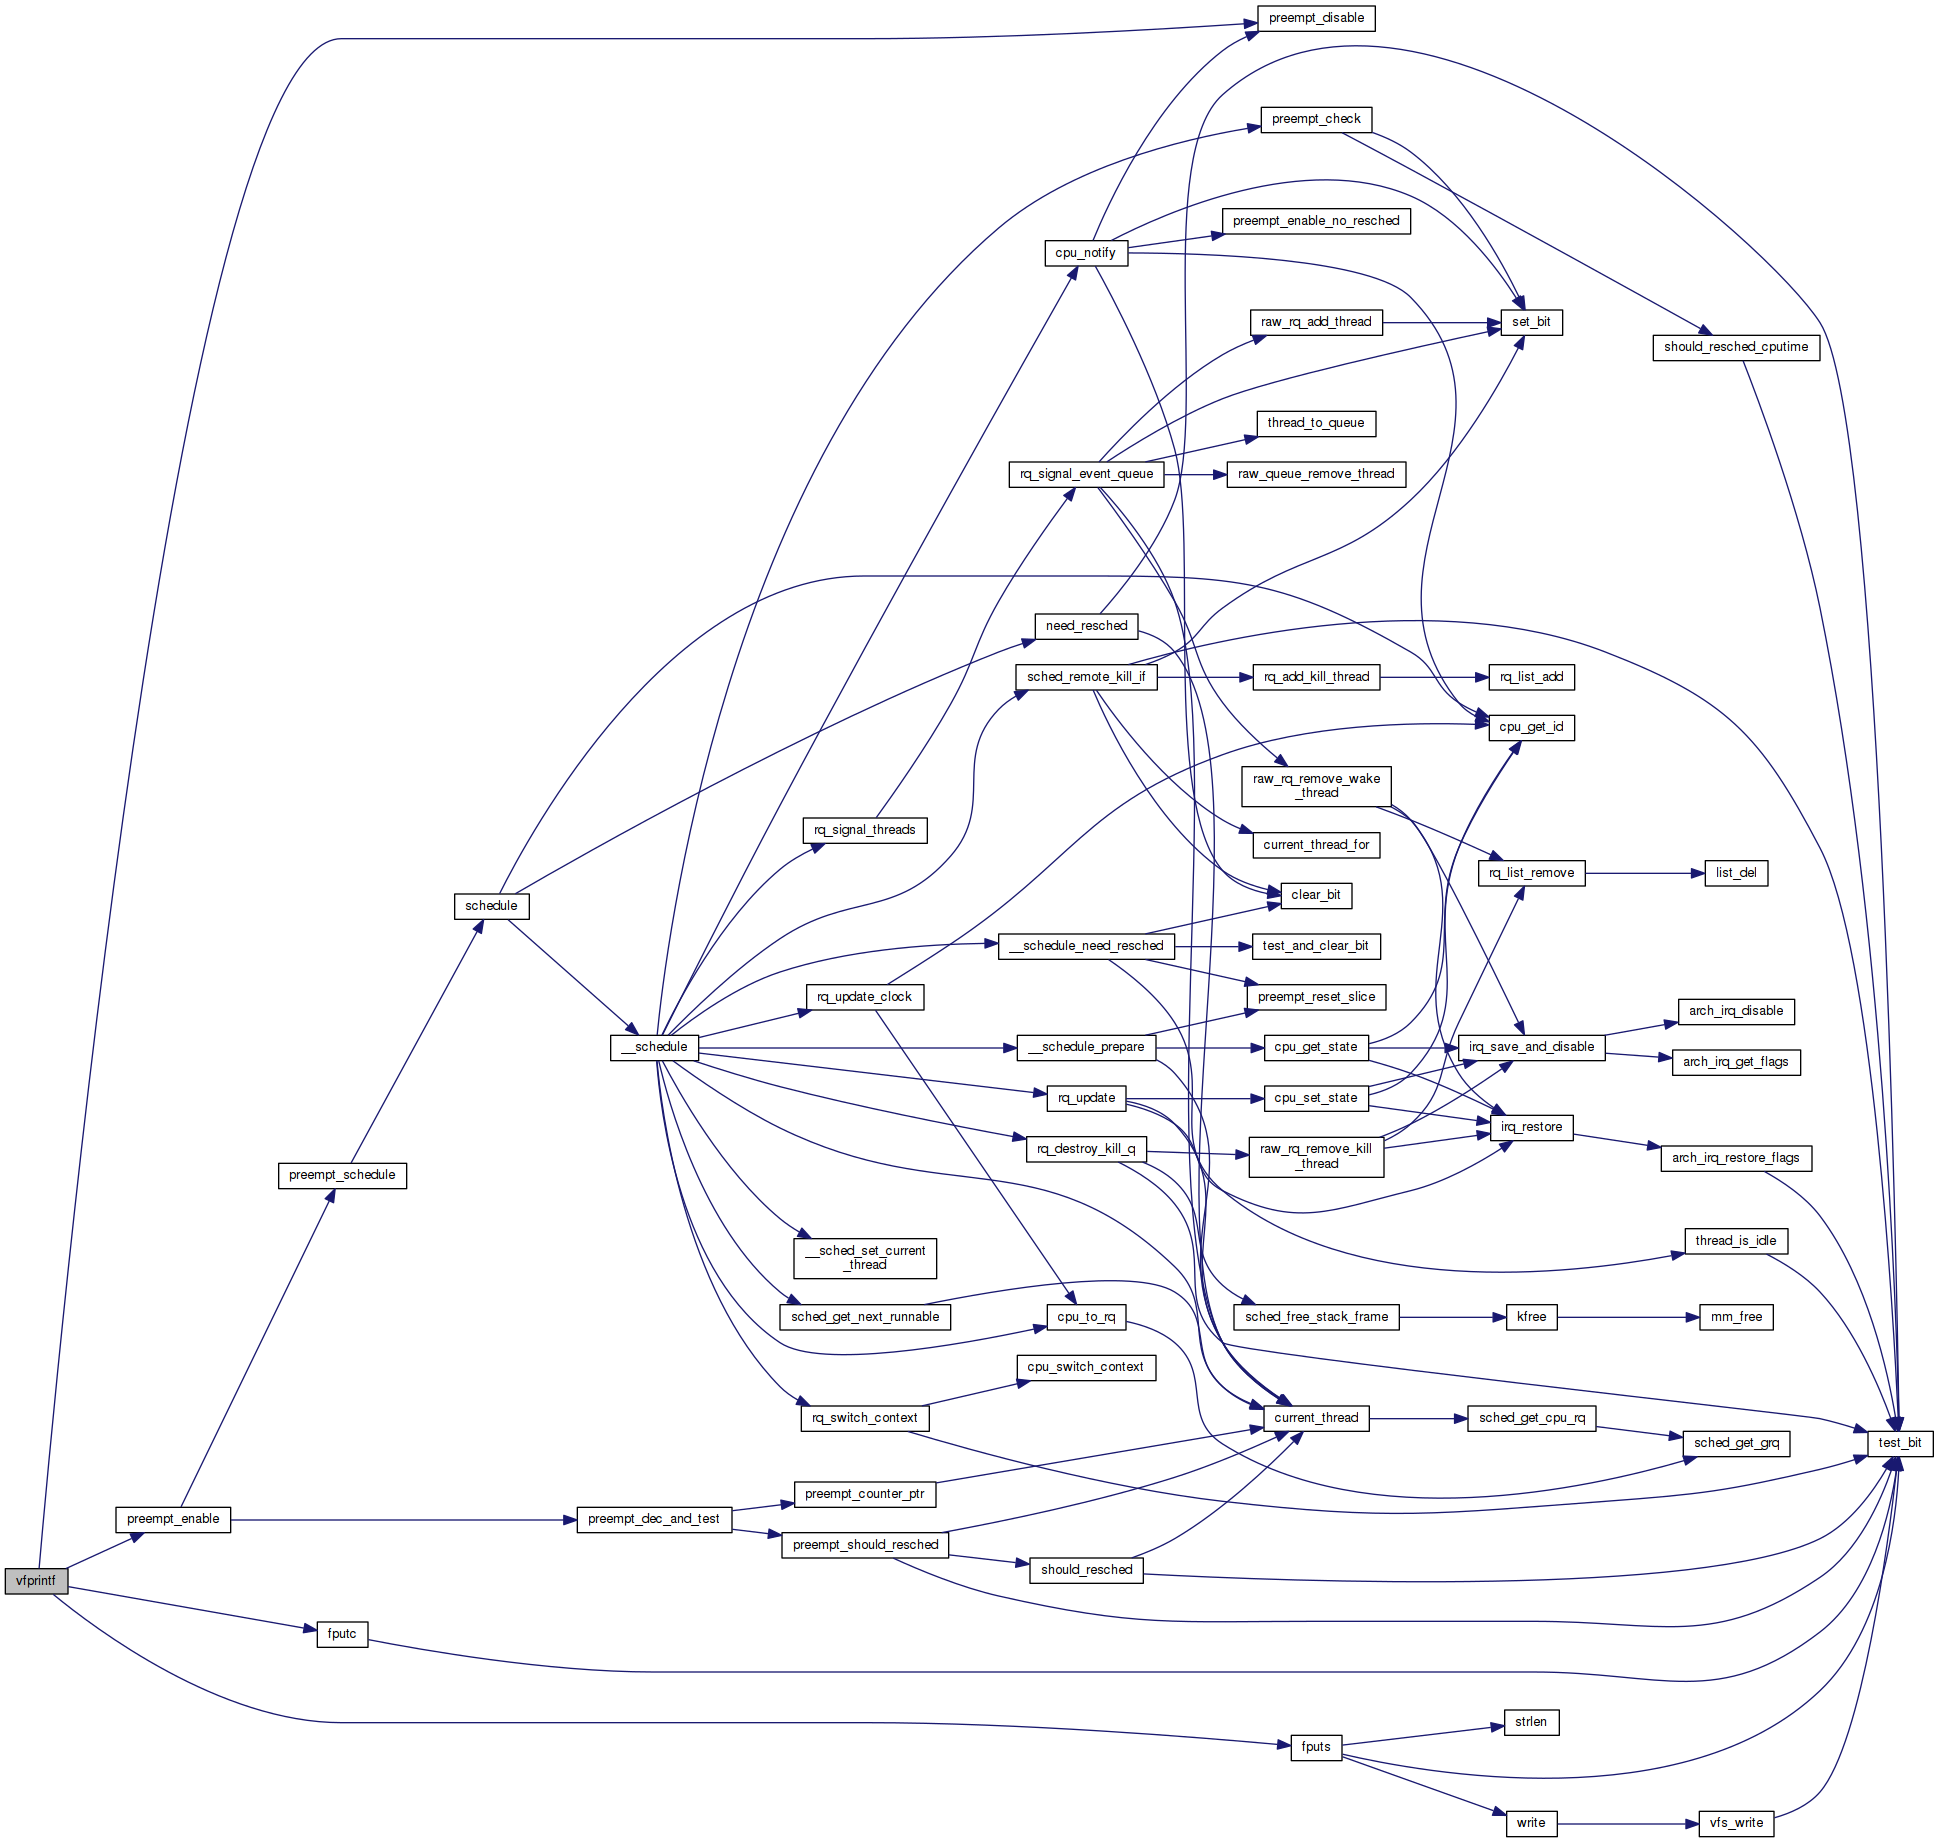 preempt_disable
preempt_check
preempt_enable_no_resched
cpu_notify
raw_rq_add_thread
set_bit
should_resched_cputime
thread_to_queue
rq_signal_event_queue
raw_queue_remove_thread
need_resched
sched_remote_kill_if
rq_add_kill_thread
rq_list_add
cpu_get_id
raw_rq_remove_wake
_thread
rq_signal_threads
current_thread_for
rq_list_remove
list_del
clear_bit
schedule
__schedule_need_resched
test_and_clear_bit
rq_update_clock
preempt_reset_slice
arch_irq_disable
__schedule
__schedule_prepare
cpu_get_state
irq_save_and_disable
arch_irq_get_flags
rq_update
cpu_set_state
irq_restore
rq_destroy_kill_q
raw_rq_remove_kill
_thread
arch_irq_restore_flags
preempt_schedule
thread_is_idle
__sched_set_current
_thread
sched_get_next_runnable
cpu_to_rq
sched_free_stack_frame
kfree
mm_free
cpu_switch_context
rq_switch_context
current_thread
sched_get_cpu_rq
sched_get_grq
test_bit
preempt_counter_ptr
preempt_enable
preempt_dec_and_test
preempt_should_resched
should_resched
vfprintf
fputc
strlen
fputs
write
vfs_write